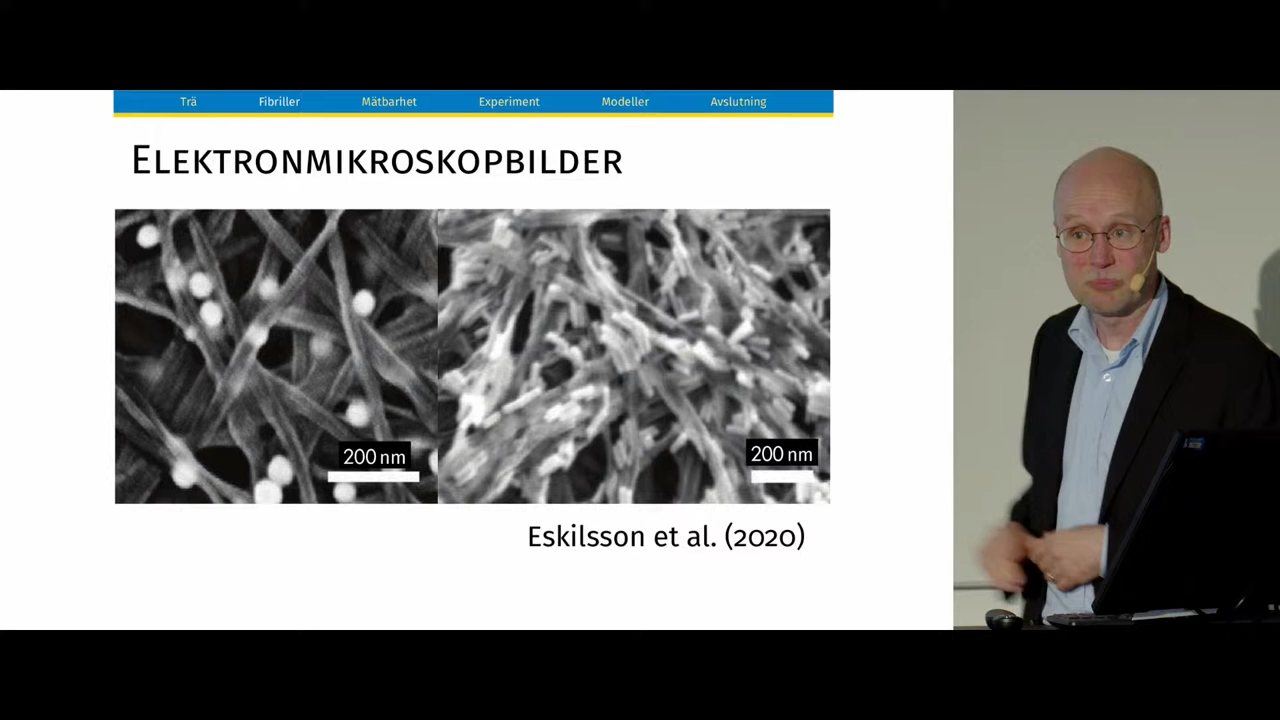 Trä Fibriller Mätbarhet Experiment Modeller Avslutning
Elektronmikroskopbilder
200 nm
200 nm
Eskilsson et al. (2020)